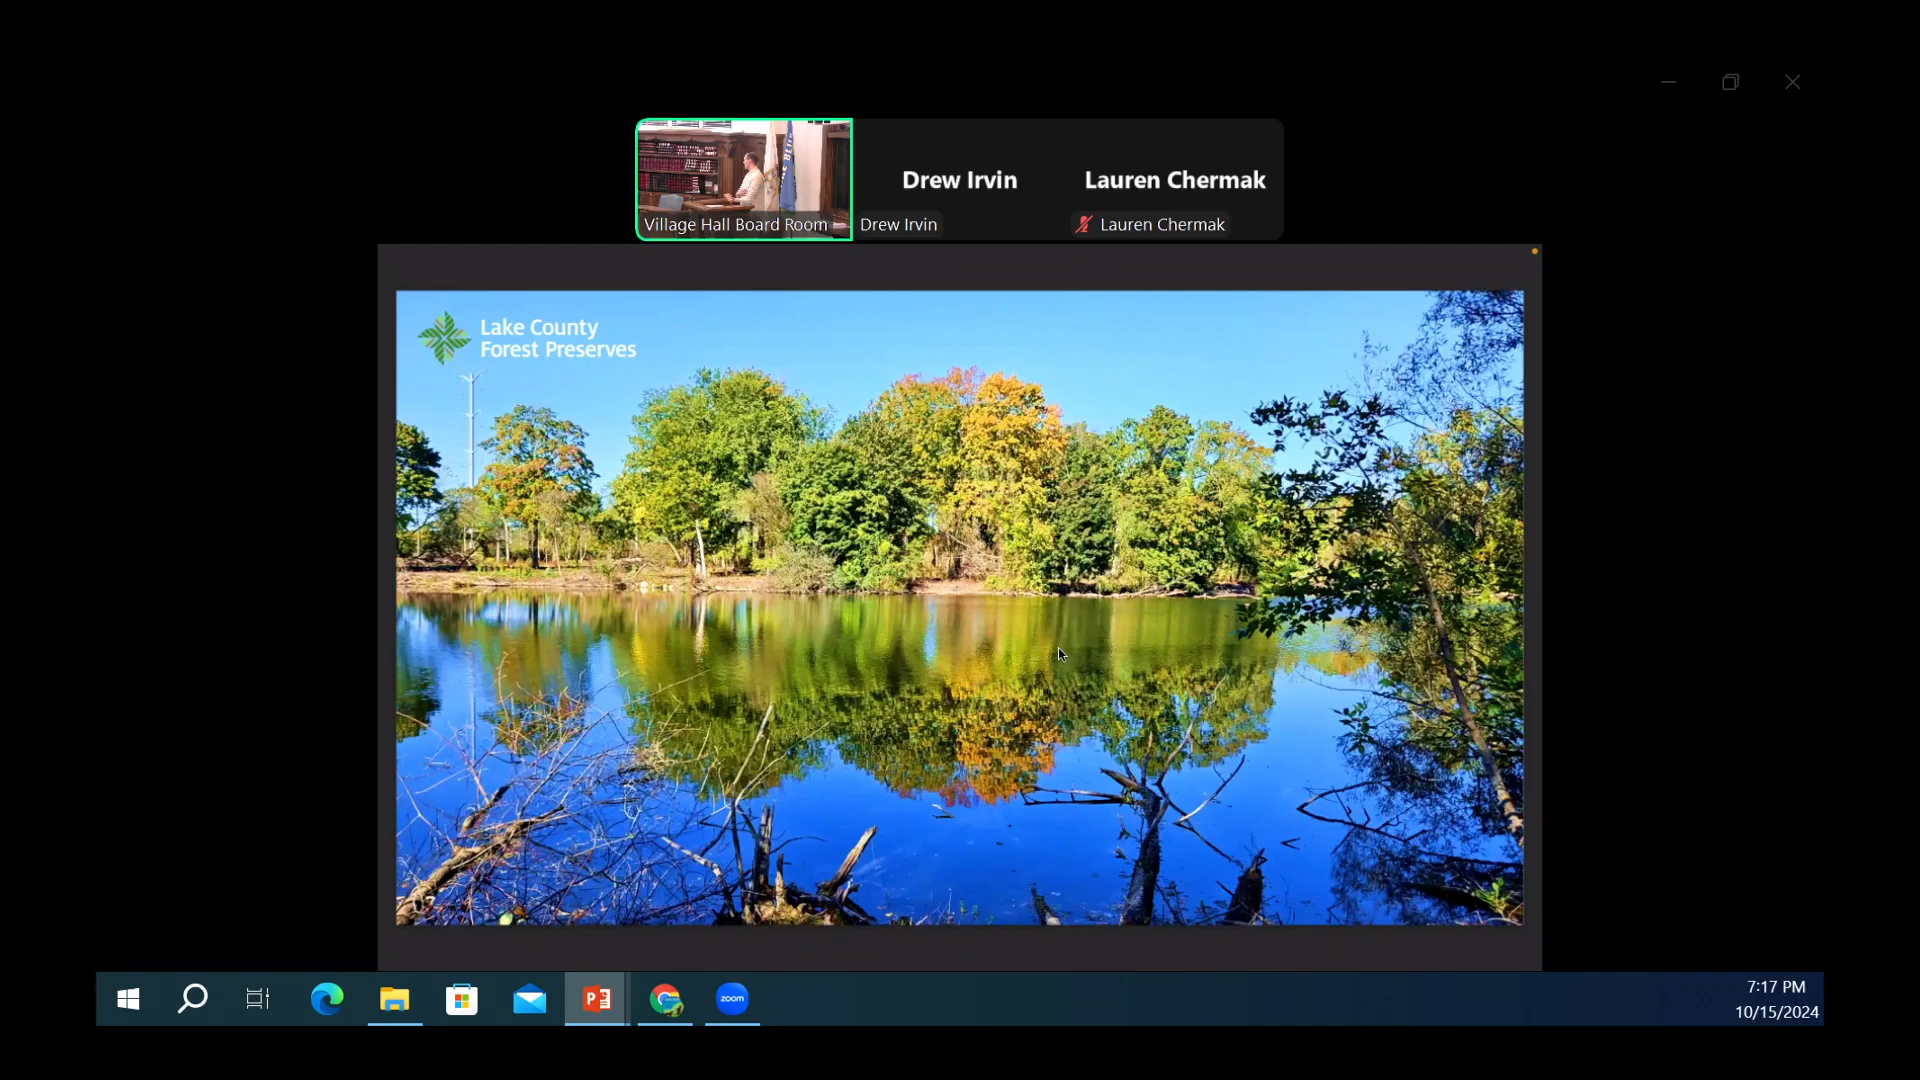 Drew Irvin
Lauren Chermak
Village Hall Board Room
Drew Irvin
Lauren Chermak
Lake County
Forest Preserves
zoom
7:17 PM
10/15/2024